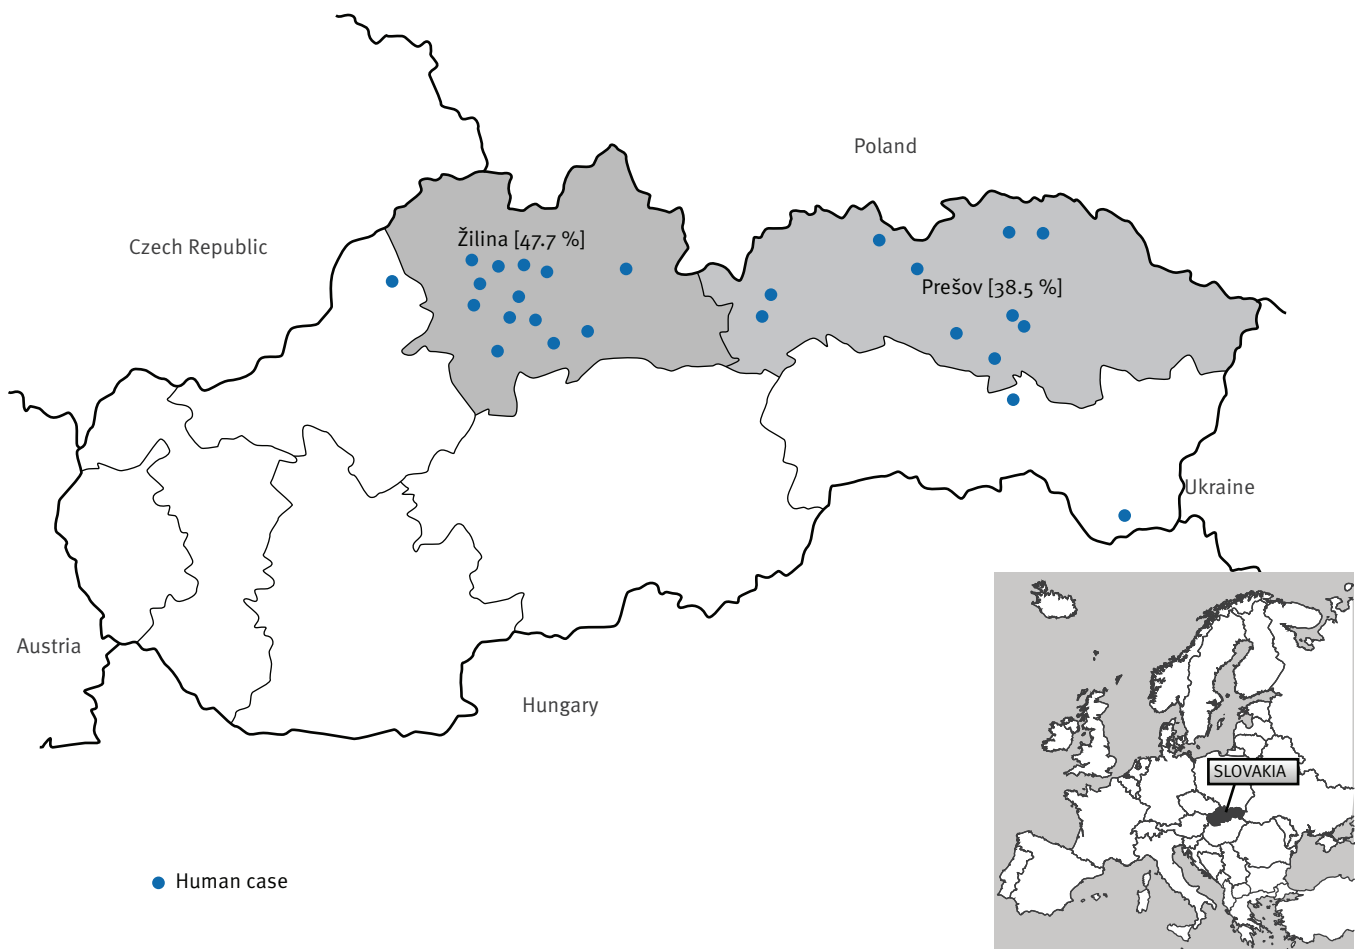 Poland
Czech Republic
Žilina [47.7 %]
Prešov [38.5 %]
Ukraine
Austria
Hungary
SLOVAKIA
Human case